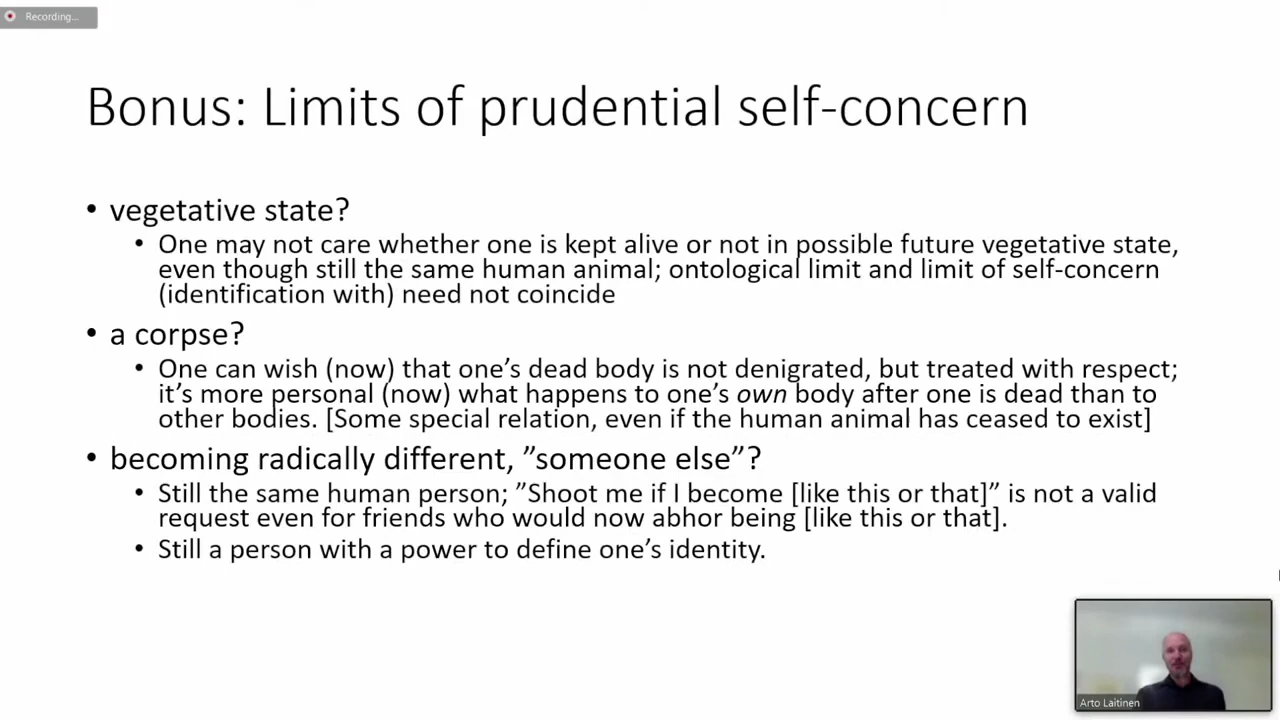 Recording...
Bonus: Limits of prudential self-concern
• vegetative state?
• One may not care whether one is kept alive or not in possible future vegetative state,
even though still the same human animal; ontological limit and limit of self-concern
(identification with) need not coincide
• a corpse?
• One can wish (now) that one’s dead body is not denigrated, but treated with respect;
it’s more personal (now) what happens to one’s own body after one is dead than to
other bodies. [Some special relation, even if the human animal has ceased to exist]
• becoming radically different, ”someone else”?
• Still the same human person; ”Shoot me if I become [like this or that]” is not a valid
request even for friends who would now abhor being [like this or that].
• Still a person with a power to define one’s identity.
Arto Laitinen